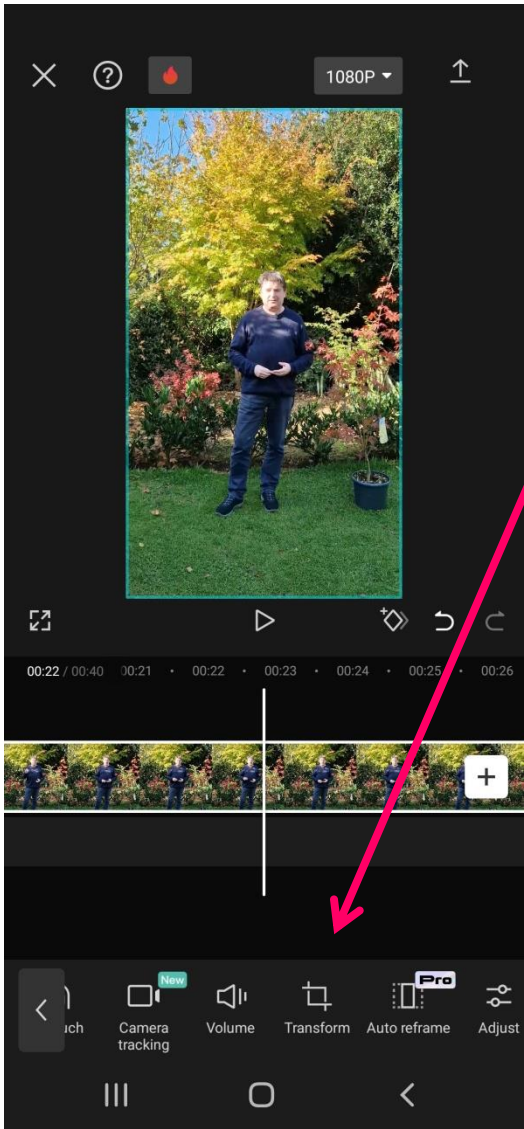 1080P
00:22 / 00:40 00:21 00:22 00:23 00:24 00:25 00:26
New
Pro
uch
Camera
tracking
Volume
Transform
Auto reframe
Adjust